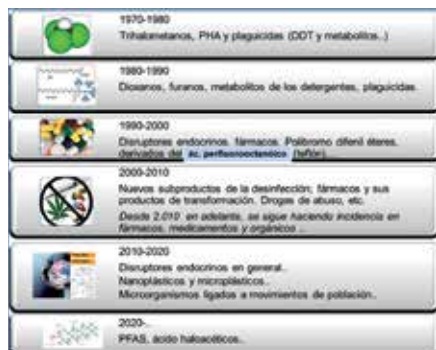 1970-1980
Trihalometanos, PHA y plaguicidas (DDT y metabolitos..)
1980-1990
Dioxanos, furanos, metabolitos de los detergentes, plaguicidas.
1990-2000
Disruptores endocrinos, fármacos. Polibromo difenil éteres,
derivados del ác. perfluorooctanóico (teflón).
2000-2010
Nuevos subproductos de la desinfección; fármacos y sus
productos de transformación. Drogas de abuso, etc.
Desde 2.010 en adelante, se sigue haciendo incidencia en
fármacos, medicamentos y orgánicos ..
2010-2020
Disruptores endocrinos en general..
Nanoplásticos y microplásticos..
Microorganismos ligados a movimientos de población..
2020-..
PFAS, ácido haloacéticos..